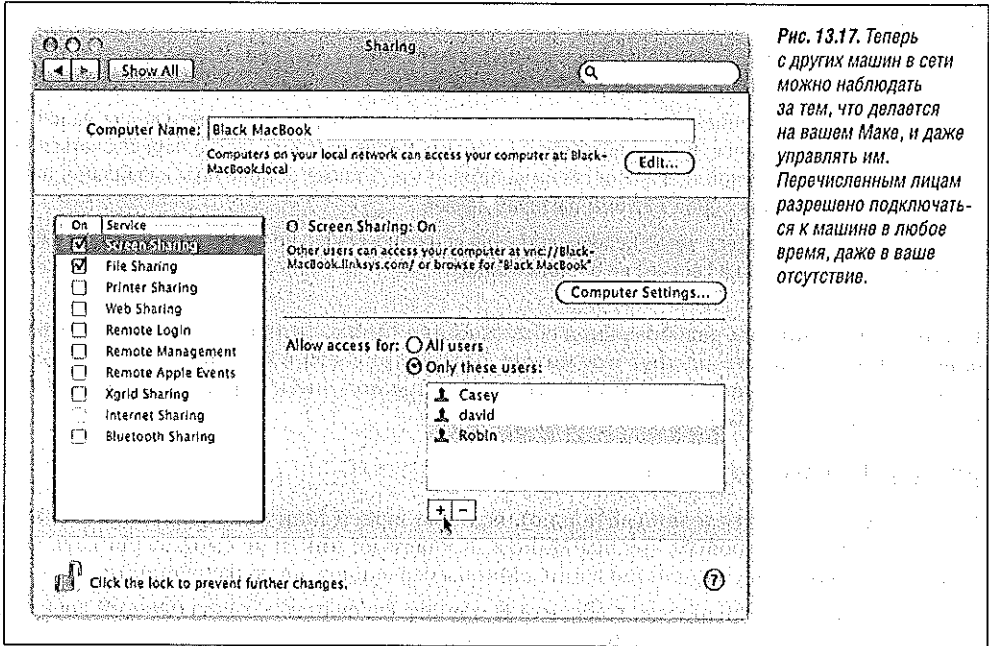 Sharing
Show All
Computer Name: Black MacBook
Computers on your local network can access your computer at: Black-
MacBook.local
Edit...
On Service
Screen Sharing
File Sharing
Printer Sharing
Web Sharing
Remote Login
Remote Management
Remote Apple Events
Xgrid Sharing
Internet Sharing
Bluetooth Sharing
Screen Sharing: On
Other users can access your computer at vnc://Black-
MacBook.linksys.com/ or browse for "Black MacBook"
Computer Settings...
Allow access for: All users
Only these users:
Casey
david
Robin
+ −
Click the lock to prevent further changes.
?
Рис. 13.17. Теперь
с других машин в сети
можно наблюдать
за тем, что делается
на вашем Маке, и даже
управлять им.
Перечисленным лицам
разрешено подключать-
ся к машине в любое
время, даже в ваше
отсутствие.